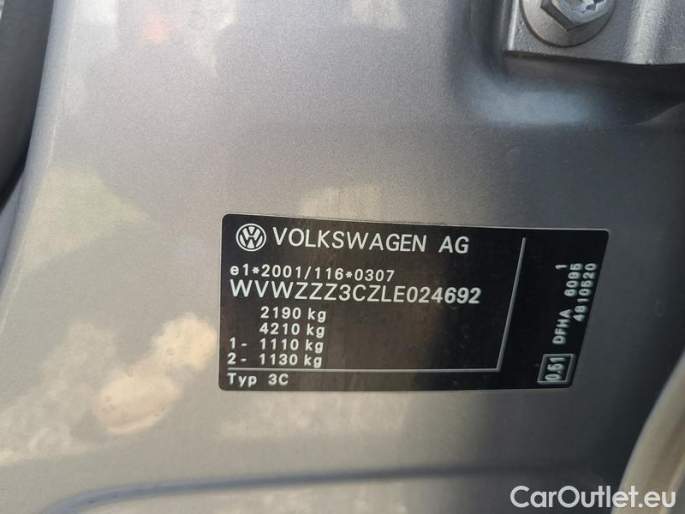 VOLKSWAGEN AG
e1*2001/116*0307
WVWZZZ3CZLE024692
2190 kg
4210 kg
1- 1110 kg
2- 1130 kg
Typ 3C
1
DFHA 6095
4810520
0.61
CarOutlet.eu